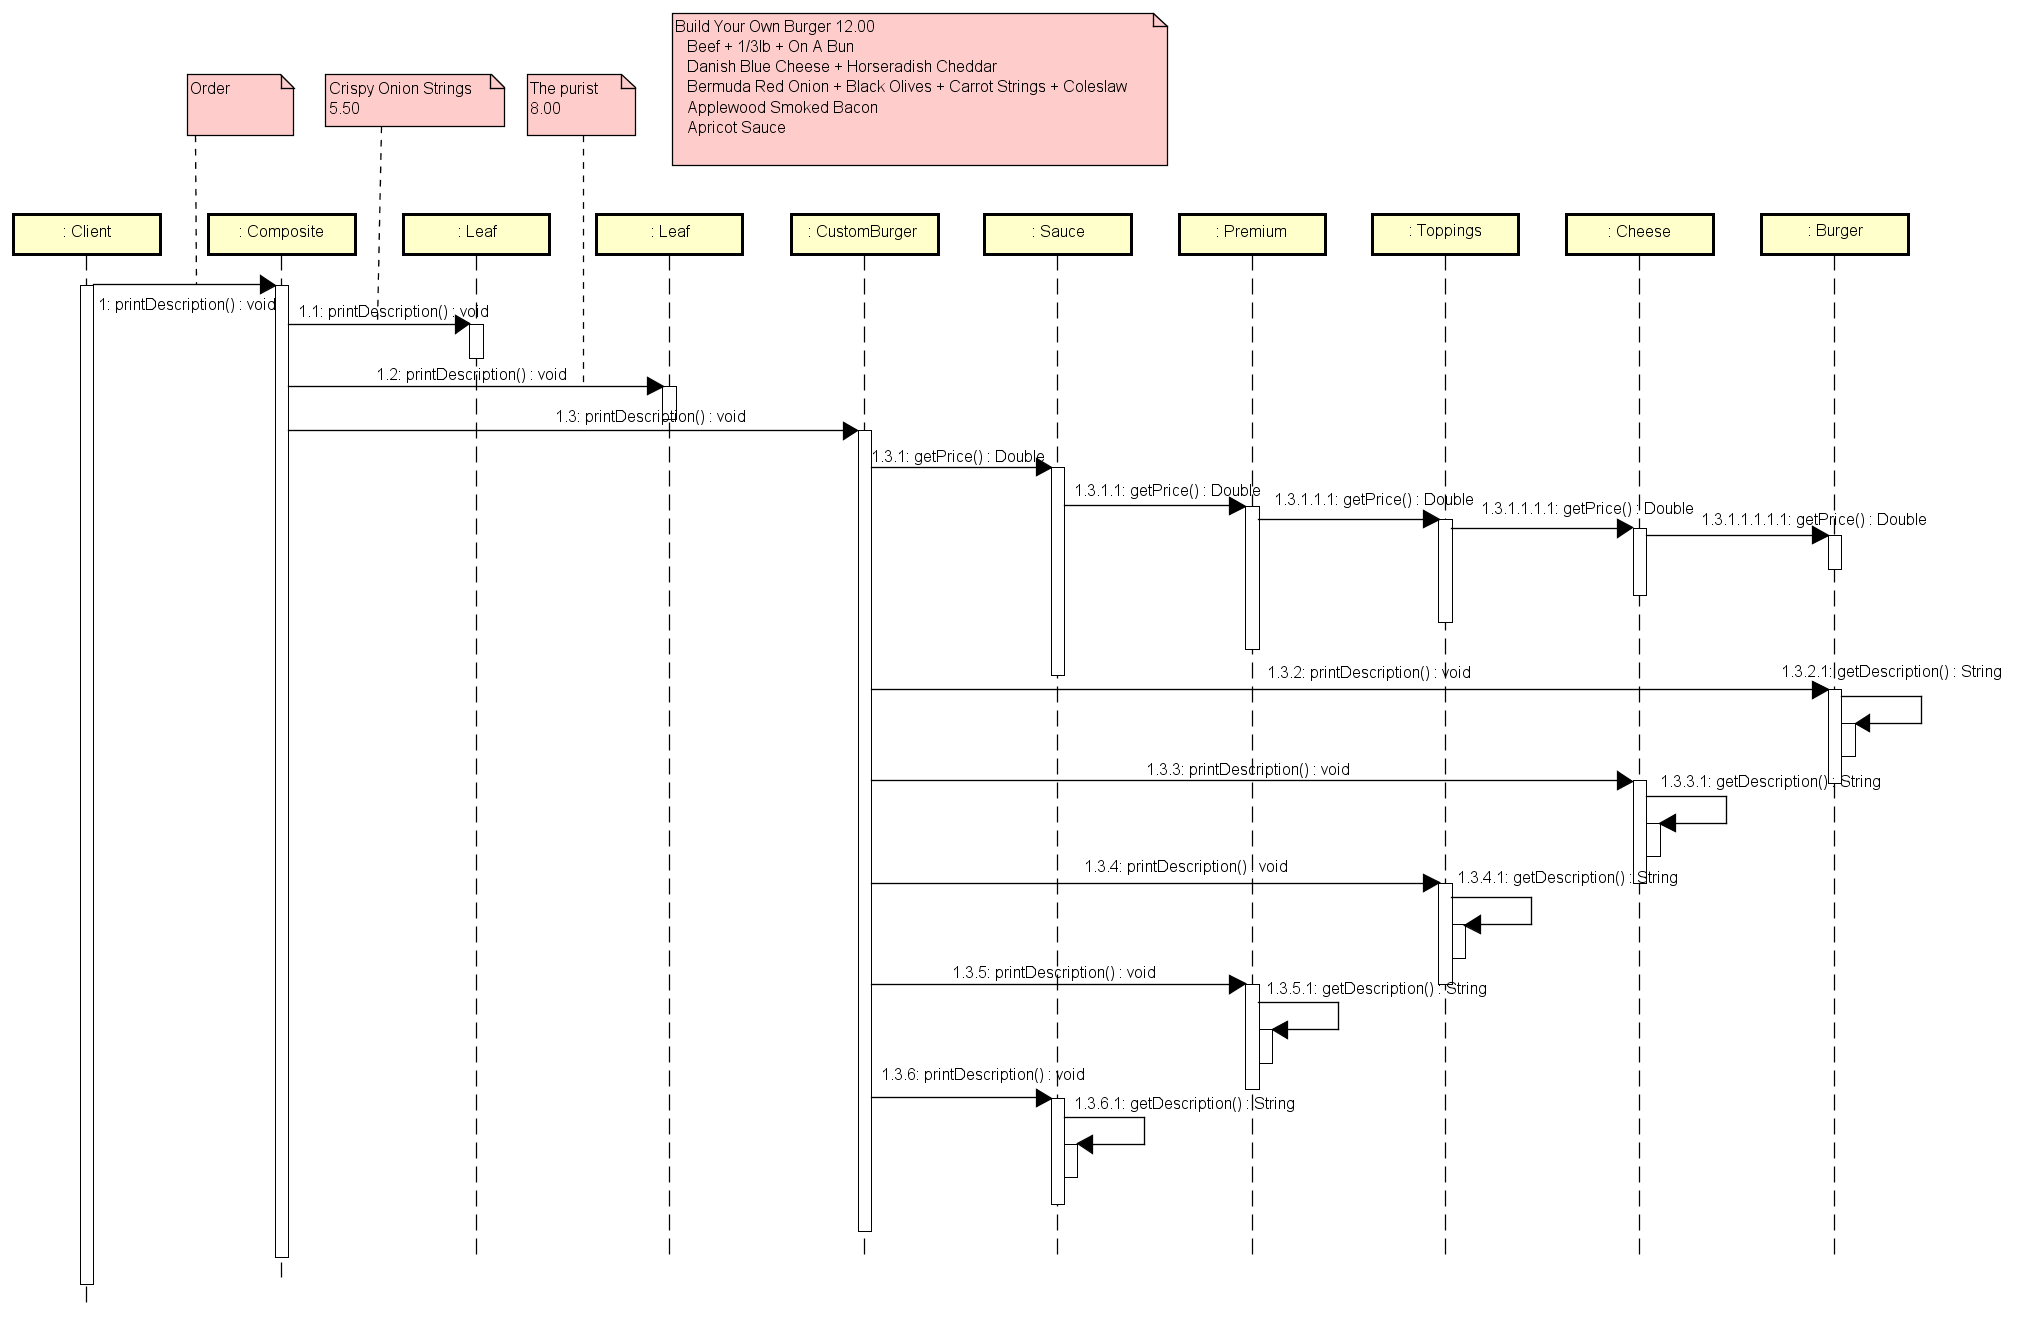 Build Your Own Burger 12.00
Beef + 1/3lb + On A Bun
Danish Blue Cheese + Horseradish Cheddar
Bermuda Red Onion + Black Olives + Carrot Strings + Coleslaw
Applewood Smoked Bacon
Apricot Sauce
Order
Crispy Onion Strings
5.50
The purist
8.00
: Client
: Composite
: Leaf
: Leaf
: CustomBurger
: Sauce
: Premium
: Toppings
: Cheese
: Burger
1: printDescription() : void
1.1: printDescription() : void
1.2: printDescription() : void
1.3: printDescription() : void
1.3.1: getPrice() : Double
1.3.1.1: getPrice() : Double
1.3.1.1.1: getPrice() : Double
1.3.1.1.1.1: getPrice() : Double
1.3.1.1.1.1.1: getPrice() : Double
1.3.2: printDescription() : void
1.3.2.1: getDescription() : String
1.3.3: printDescription() : void
1.3.3.1: getDescription() : String
1.3.4: printDescription() : void
1.3.4.1: getDescription() : String
1.3.5: printDescription() : void
1.3.5.1: getDescription() : String
1.3.6: printDescription() : void
1.3.6.1: getDescription() : String